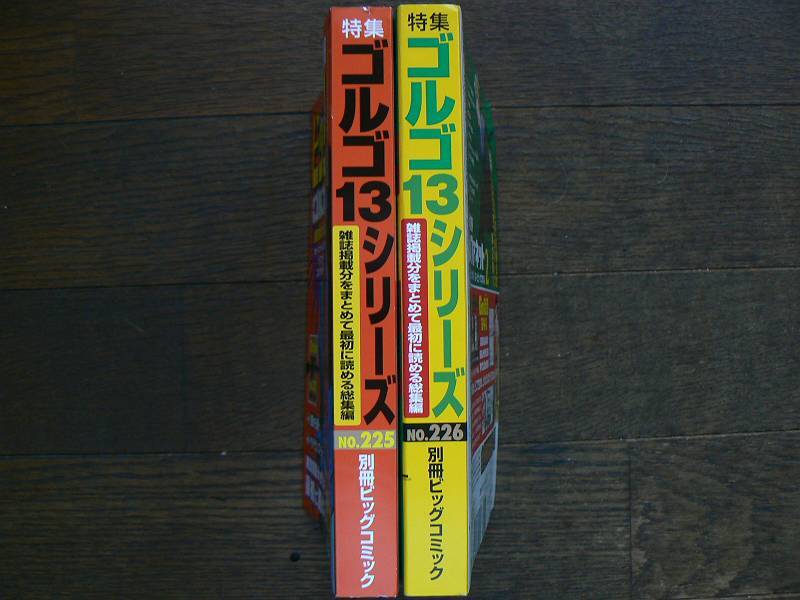 特集
ゴルゴ13シリーズ
雑誌掲載分をまとめて最初に読める総集編
NO.225
別冊ビッグコミック
特集
ゴルゴ13シリーズ
雑誌掲載分をまとめて最初に読める総集編
NO.226
別冊ビッグコミック